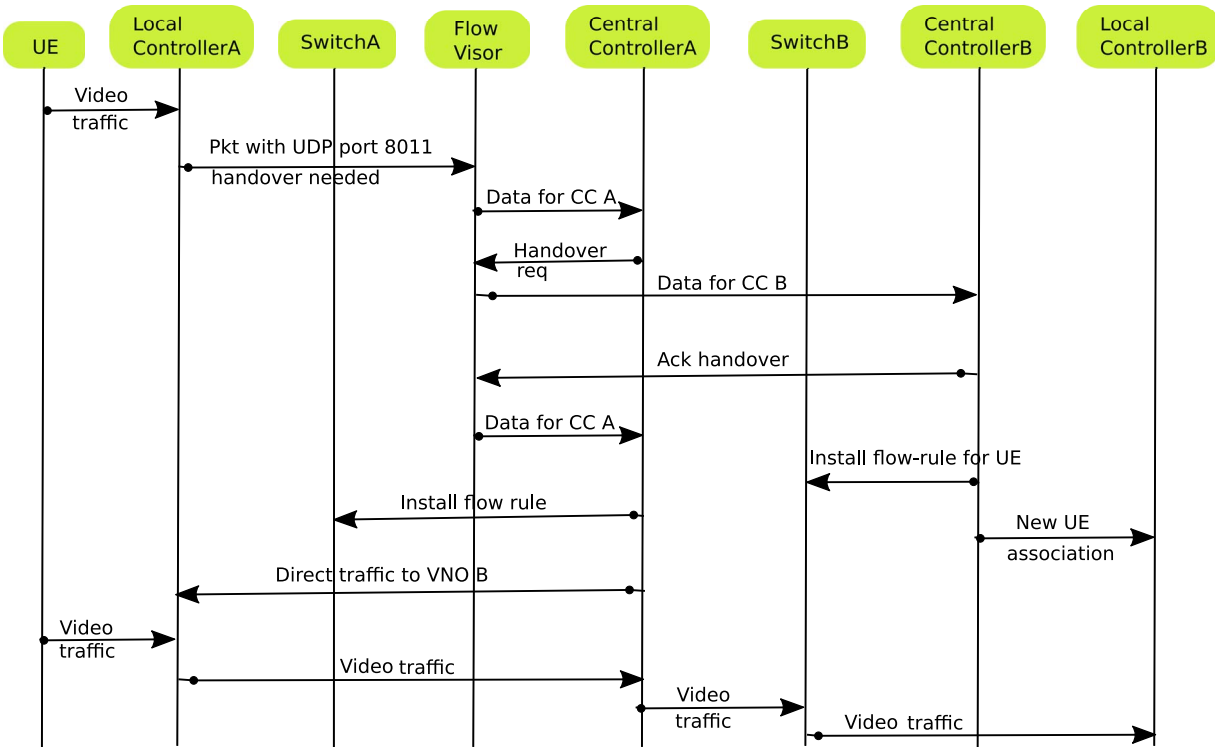 UE
Local
ControllerA
SwitchA
Flow
Visor
Central
ControllerA
SwitchB
Central
ControllerB
Local
ControllerB
Video
traffic
Pkt with UDP port 8011
handover needed
Data for CC A
Handover
req
Data for CC B
Ack handover
Data for CC A
Install flow-rule for UE
Install flow rule
New UE
association
Direct traffic to VNO B
Video
traffic
Video traffic
Video
traffic
Video traffic